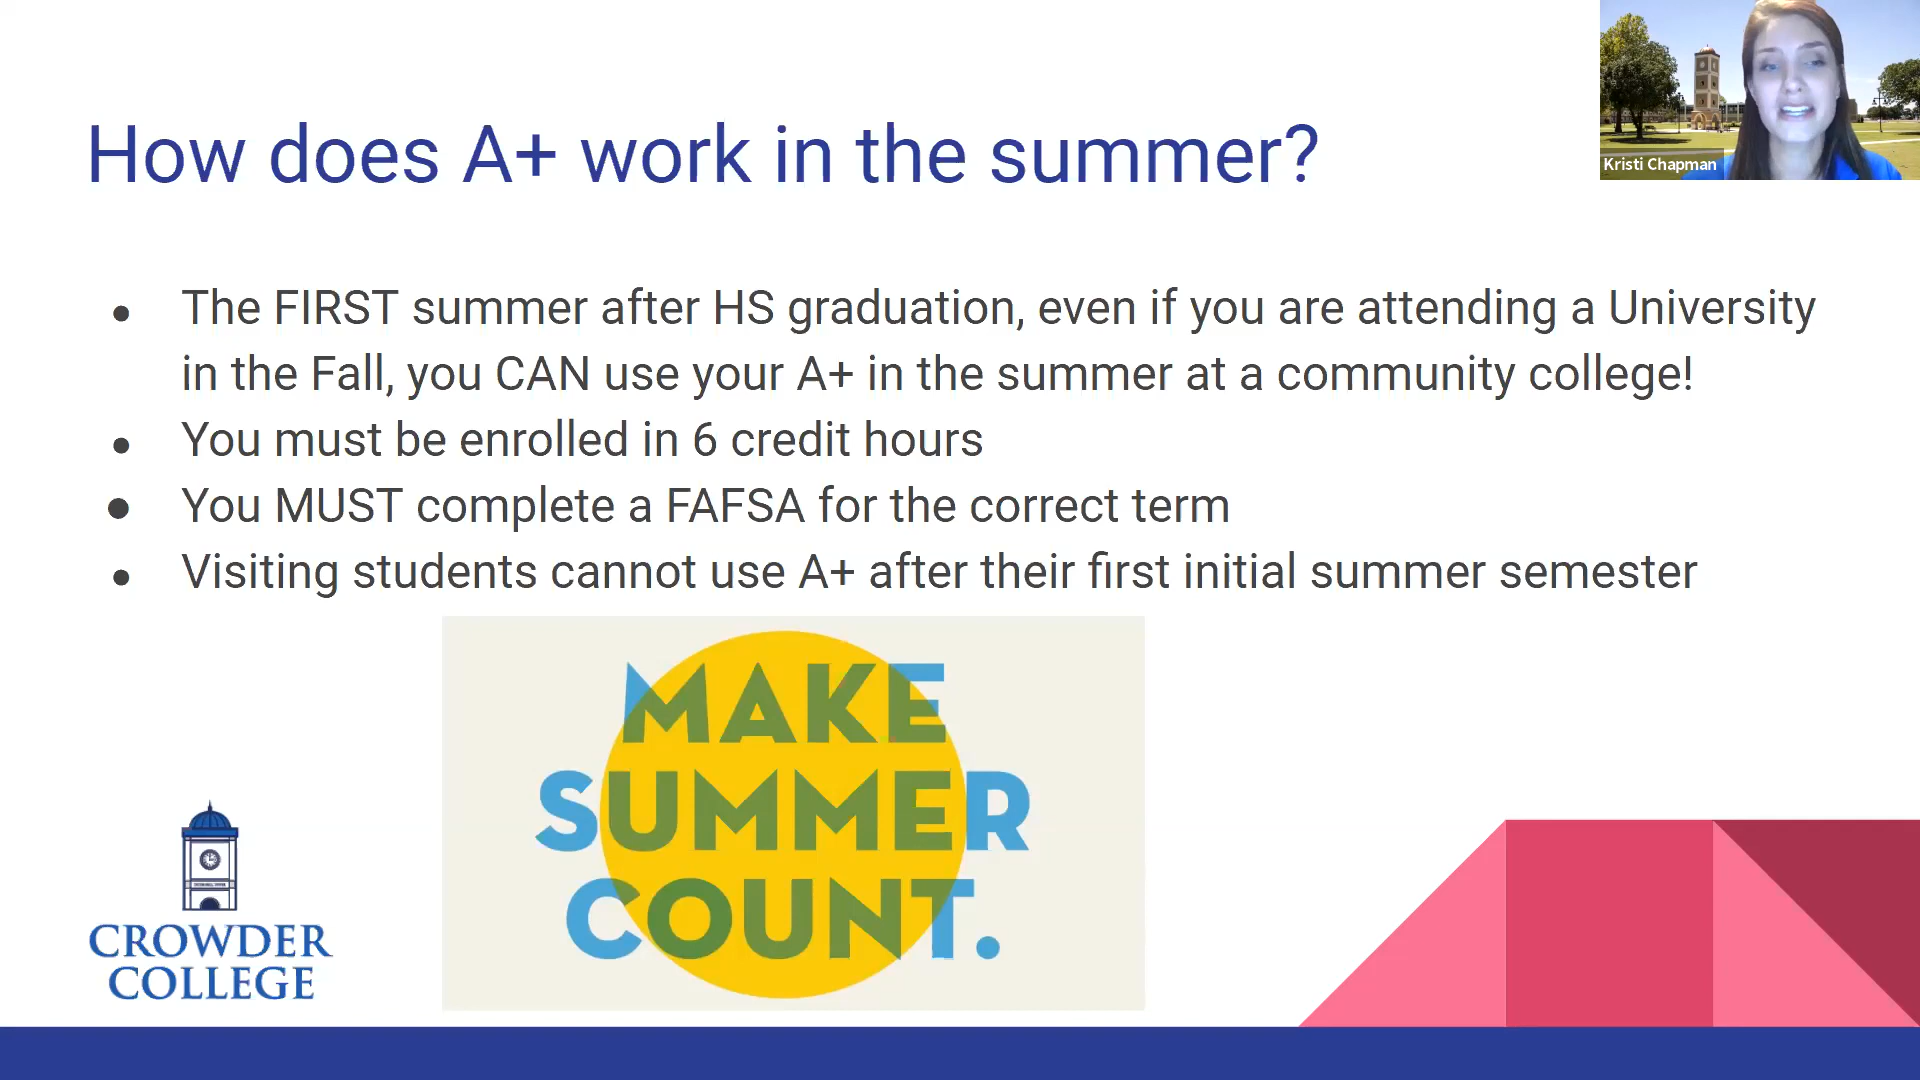 How does A+ work in the summer?
Kristi Chapman
● The FIRST summer after HS graduation, even if you are attending a University
in the Fall, you CAN use your A+ in the summer at a community college!
● You must be enrolled in 6 credit hours
● You MUST complete a FAFSA for the correct term
● Visiting students cannot use A+ after their first initial summer semester
MAKE
SUMMER
COUNT.
CROWDER
COLLEGE